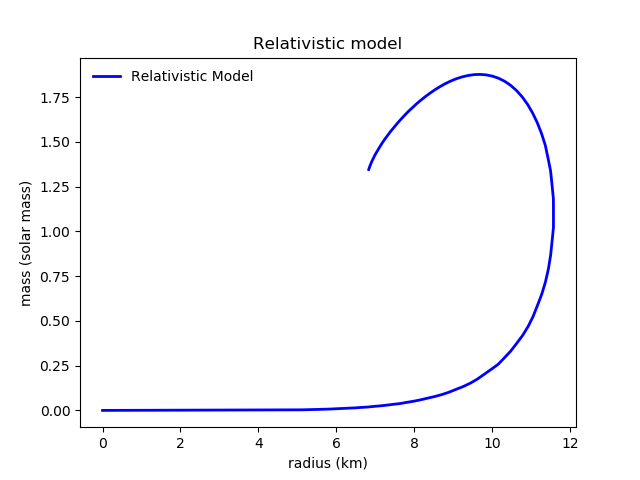 Relativistic model
Relativistic Model
1.75
1.50
1.25
1.00
0.75
0.50
0.25
0.00
mass (solar mass)
0 2 4 6 8 10 12
radius (km)